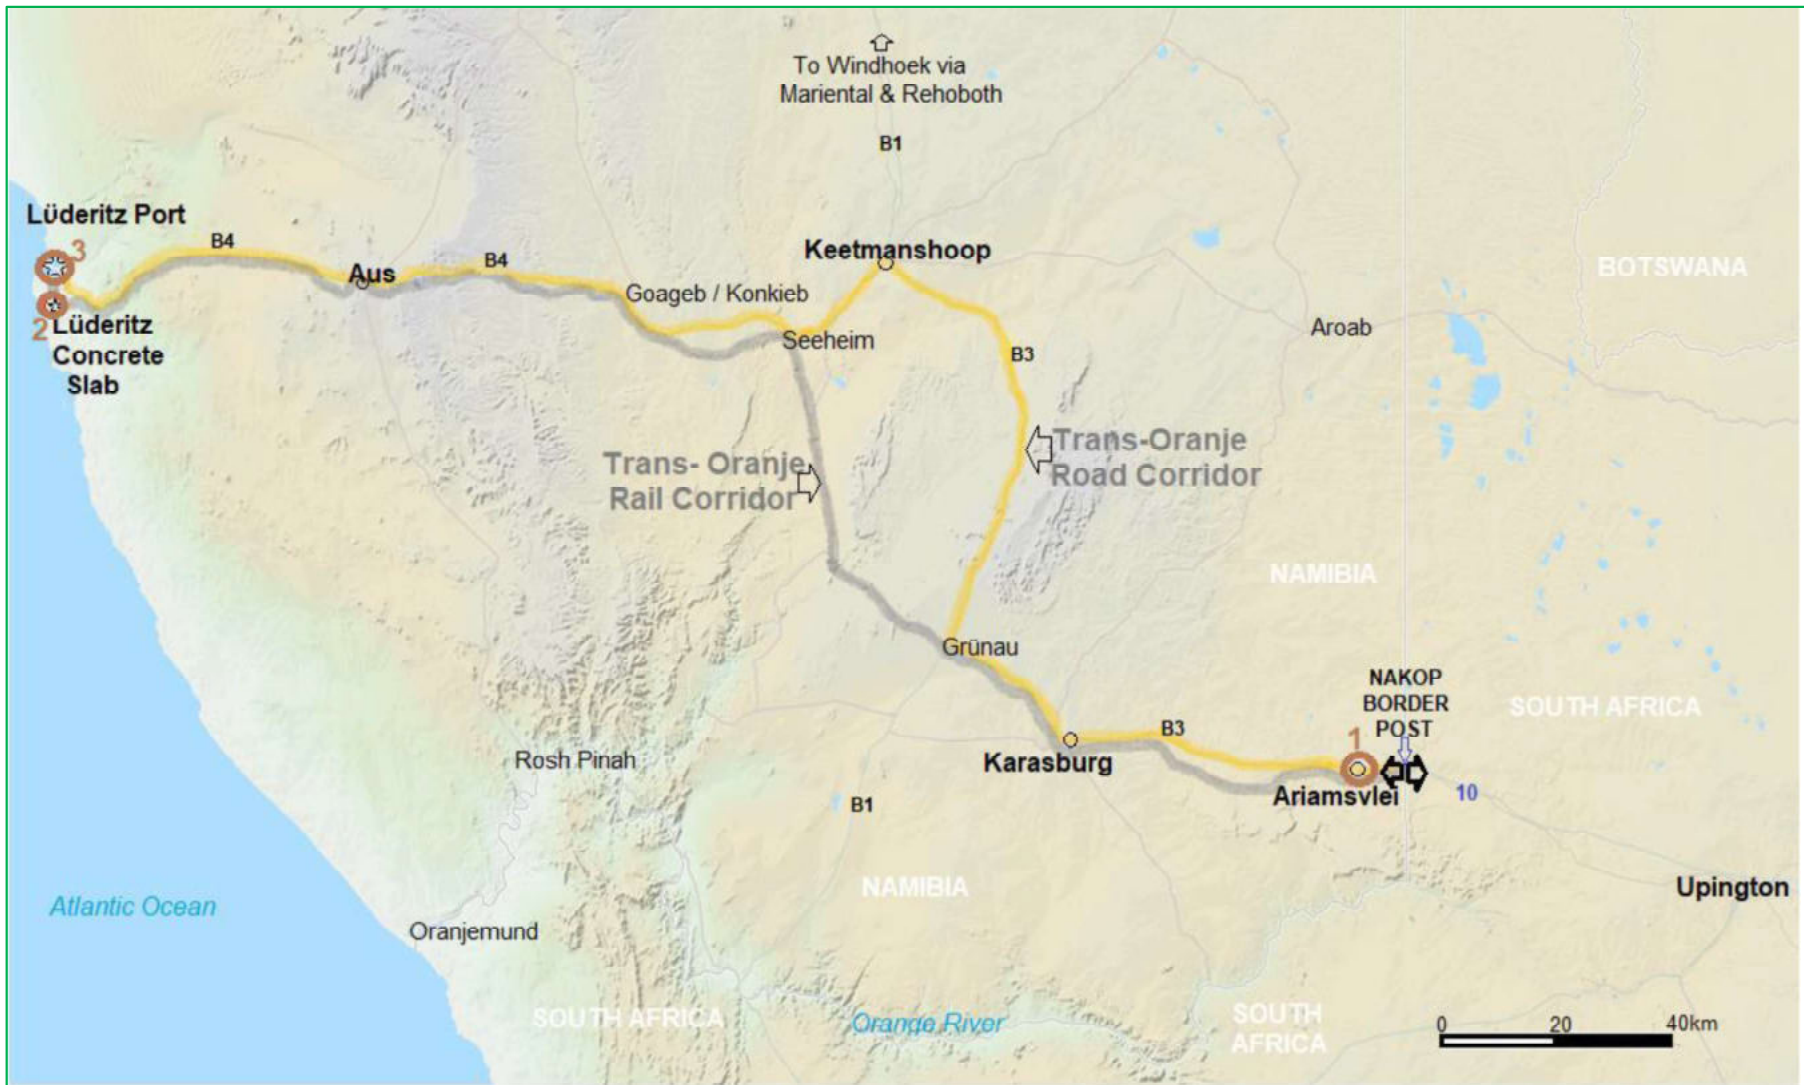 To Windhoek via
Mariental & Rehoboth
B1
Lüderitz Port
3
B4
Aus
B4
Keetmanshoop
Goageb / Konkieb
Seeheim
2
Lüderitz
Concrete
Slab
B3
Aroab
BOTSWANA
Trans- Oranje
Rail Corridor
Trans-Oranje
Road Corridor
NAMIBIA
Grünau
NAKOP
BORDER
POST
SOUTH AFRICA
1
B3
Karasburg
Ariamsvlei
10
Rosh Pinah
B1
NAMIBIA
Upington
Atlantic Ocean
Oranjemund
SOUTH AFRICA
Orange River
SOUTH
AFRICA
0 20 40km